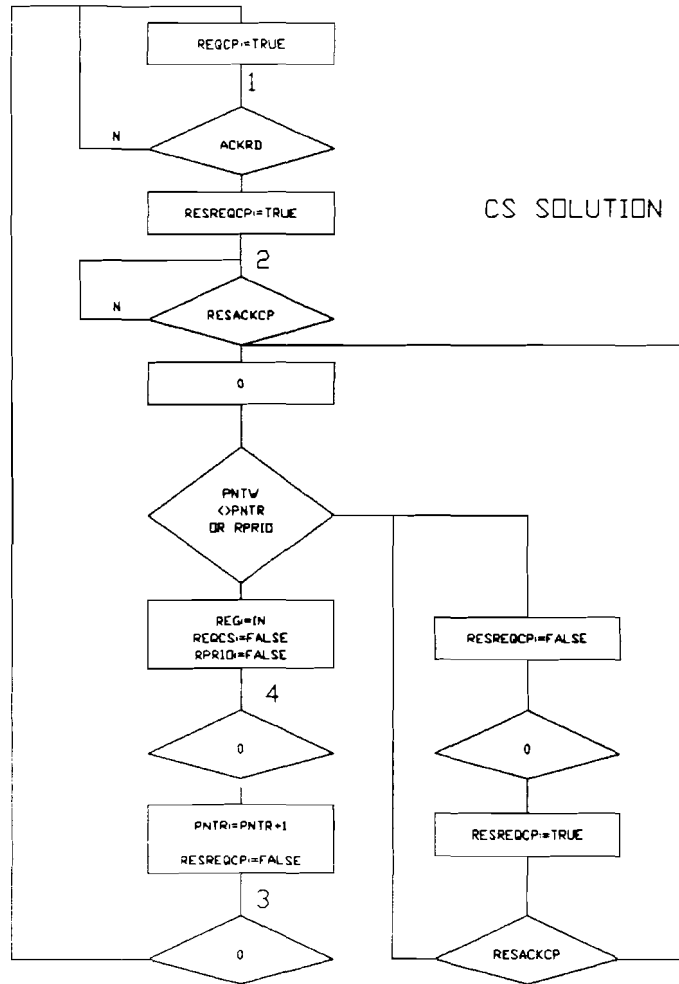 REQCP:=TRUE
1
N
ACKRD
RESREQCP:=TRUE
CS SOLUTION
2
N
RESACKCP
0
PNTW
<>PNTR
OR RPRIO
REG:=IN
REQCS:=FALSE
RPRIO:=FALSE
RESREQCP:=FALSE
4
0
0
PNTR:=PNTR+1
RESREQCP:=FALSE
RESREQCP:=TRUE
3
0
RESACKCP